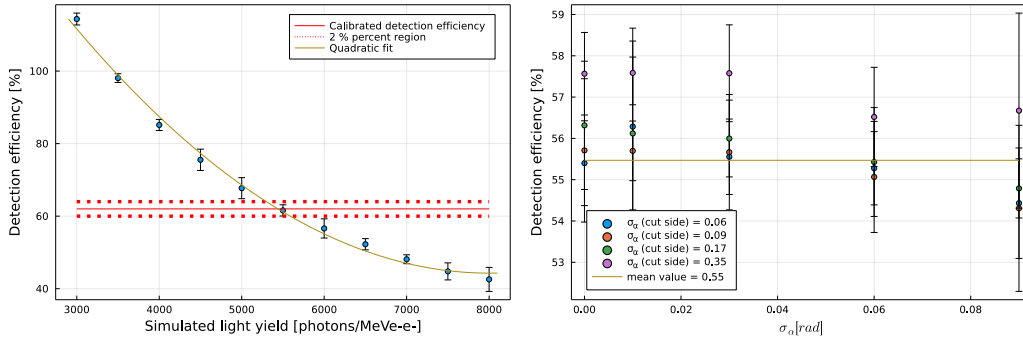 Detection efficiency [%]
100
80
60
40
Calibrated detection efficiency
2 % percent region
Quadratic fit
3000 4000 5000 6000 7000 8000
Simulated light yield [photons/MeVe-e-]
Detection efficiency [%]
59
58
57
56
55
54
53
σα (cut side) = 0.06
σα (cut side) = 0.09
σα (cut side) = 0.17
σα (cut side) = 0.35
mean value = 0.55
0.00 0.02 0.04 0.06 0.08
σα[rad]